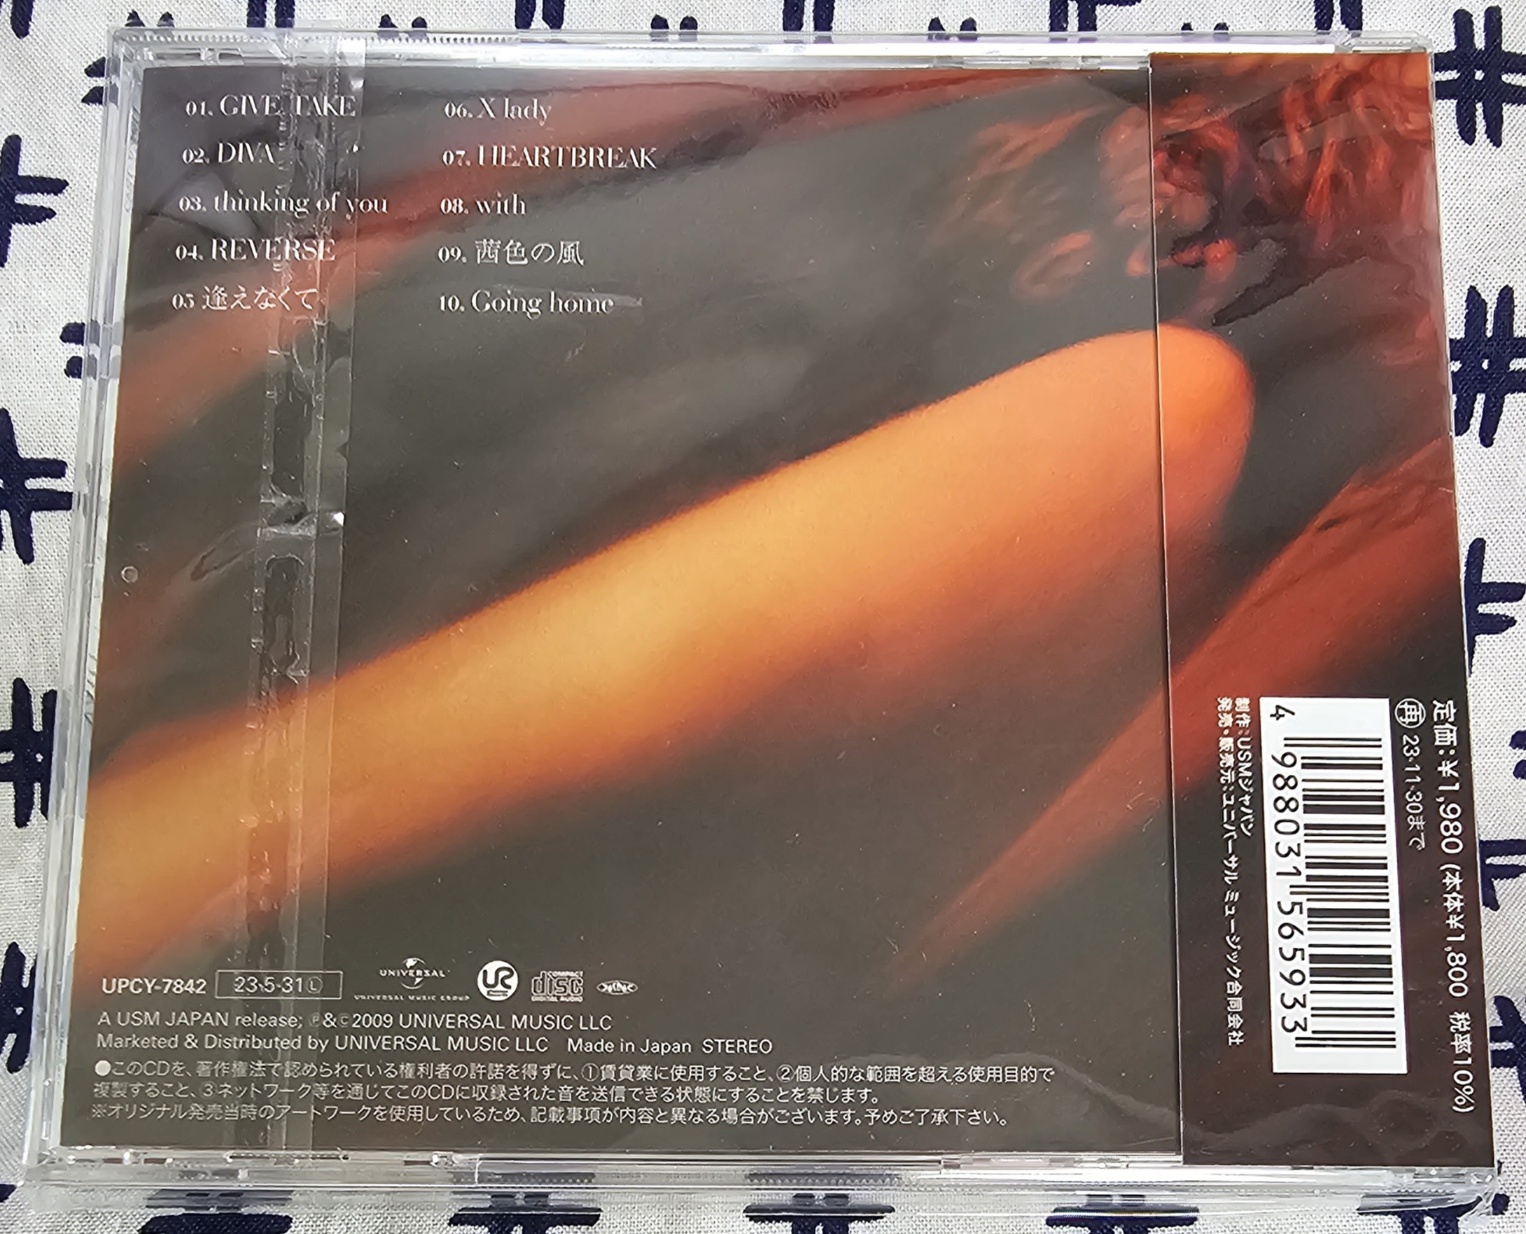 01. GIVE TAKE
02. DIVA
03. thinking of you
04. REVERSE
05 逢えなくて
06. X lady
07. HEARTBREAK
08. with
09. 茜色の風
10. Going home
UPCY-7842 23·5·31Ⓛ
UNIVERSAL
UNIVERSAL MUSIC GROUP
COMPACT
disc
DIGITAL AUDIO
A USM JAPAN release; ℗&©2009 UNIVERSAL MUSIC LLC
Marketed & Distributed by UNIVERSAL MUSIC LLC Made in Japan STEREO
●このCDを、著作権法で認められている権利者の許諾を得ずに、①賃貸業に使用すること、②個人的な範囲を超える使用目的で
複製すること、③ネットワーク等を通じてこのCDに収録された音を送信できる状態にすることを禁じます。
※オリジナル発売当時のアートワークを使用しているため、記載事項が内容と異なる場合がございます。予めご了承下さい。
定価:¥1,980 (本体¥1,800 税率10%)
㊢ 23·11·30まで
4 988031 565933
制作:USMジャパン
発売・販売元:ユニバーサル ミュージック合同会社